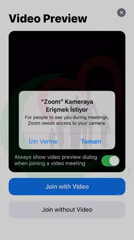 Video Preview
"Zoom" Kameraya
Erişmek İstiyor
For people to see you during meetings,
Zoom needs access to your camera.
İzin Verme
Tamam
Always show video preview dialog
when joining a video meeting
Join with Video
Join without Video